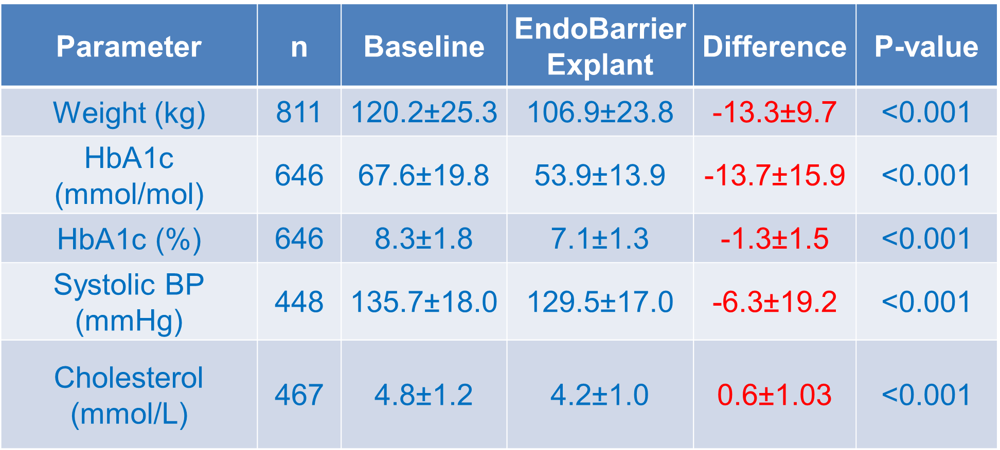 Parameter n Baseline EndoBarrier Explant Difference P-value
Weight (kg) 811 120.2±25.3 106.9±23.8 -13.3±9.7 <0.001
HbA1c (mmol/mol) 646 67.6±19.8 53.9±13.9 -13.7±15.9 <0.001
HbA1c (%) 646 8.3±1.8 7.1±1.3 -1.3±1.5 <0.001
Systolic BP (mmHg) 448 135.7±18.0 129.5±17.0 -6.3±19.2 <0.001
Cholesterol (mmol/L) 467 4.8±1.2 4.2±1.0 0.6±1.03 <0.001